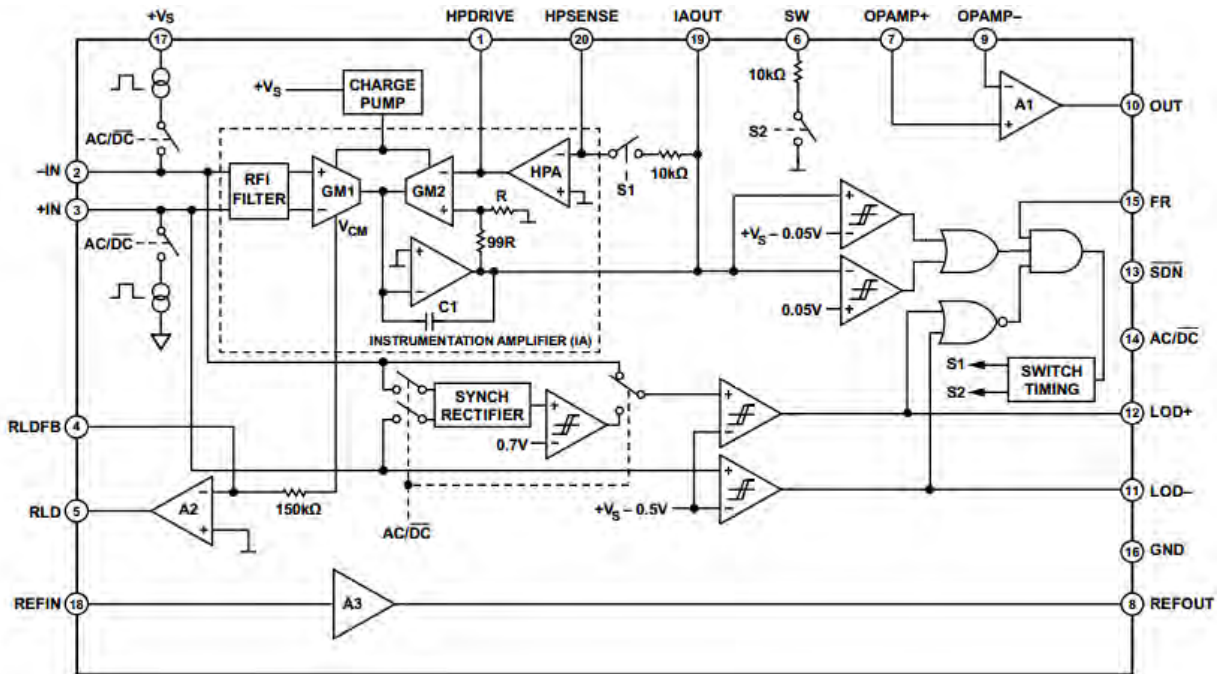 +VS
17
HPDRIVE
1
HPSENSE
20
IAOUT
19
SW
6
OPAMP+
7
OPAMP–
9
10kΩ
S2
–
A1
+
10
OUT
+VS
CHARGE
PUMP
AC/DC
–IN
2
+IN
3
RFI
FILTER
+
GM1
–
VCM
–
GM2
+
–
HPA
+
S1
10kΩ
R
99R
+
–
C1
INSTRUMENTATION AMPLIFIER (IA)
AC/DC
+
+VS – 0.05V
–
–
0.05V
+
15
FR
13
SDN
14
AC/DC
S1
S2
SWITCH
TIMING
SYNCH
RECTIFIER
+
0.7V
–
+
–
12
LOD+
+
–
11
LOD–
+VS – 0.5V
AC/DC
RLDFB
4
RLD
5
A2
–
+
150kΩ
16
GND
REFIN
18
A3
8
REFOUT